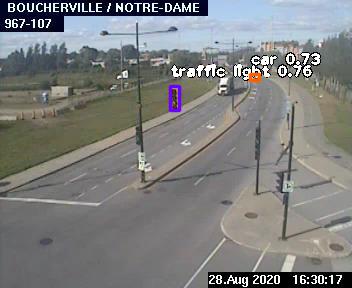 BOUCHERVILLE / NOTRE-DAME
967-107
car 0.73
traffic light 0.76
28.Aug 2020 16:30:17